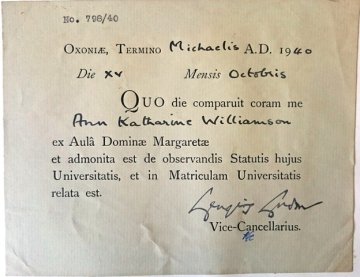 No. 798/40
OXONIÆ, TERMINO Michaelis A.D. 1940
Die xv Mensis Octobris
QUO die comparuit coram me
Ann Katharine Williamson
ex Aulâ Dominæ Margaretæ
et admonita est de observandis Statutis hujus
Universitatis, et in Matriculam Universitatis
relata est.
Vice-Cancellarius.